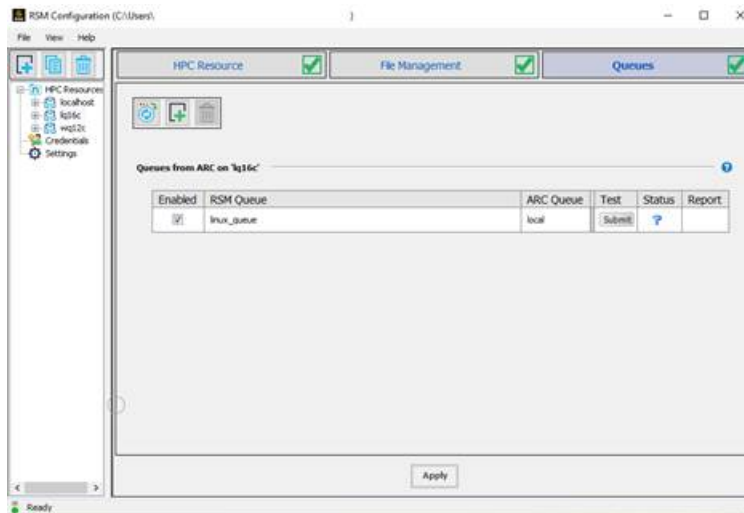 RSM Configuration (C:\Users\ )
File View Help
HPC Resource File Management Queues
HPC Resources
localhost
lq16c
wq12c
Credentials
Settings
Queues from ARC on 'lq16c'
Enabled RSM Queue ARC Queue Test Status Report
linux_queue local Submit ?
Apply
Ready